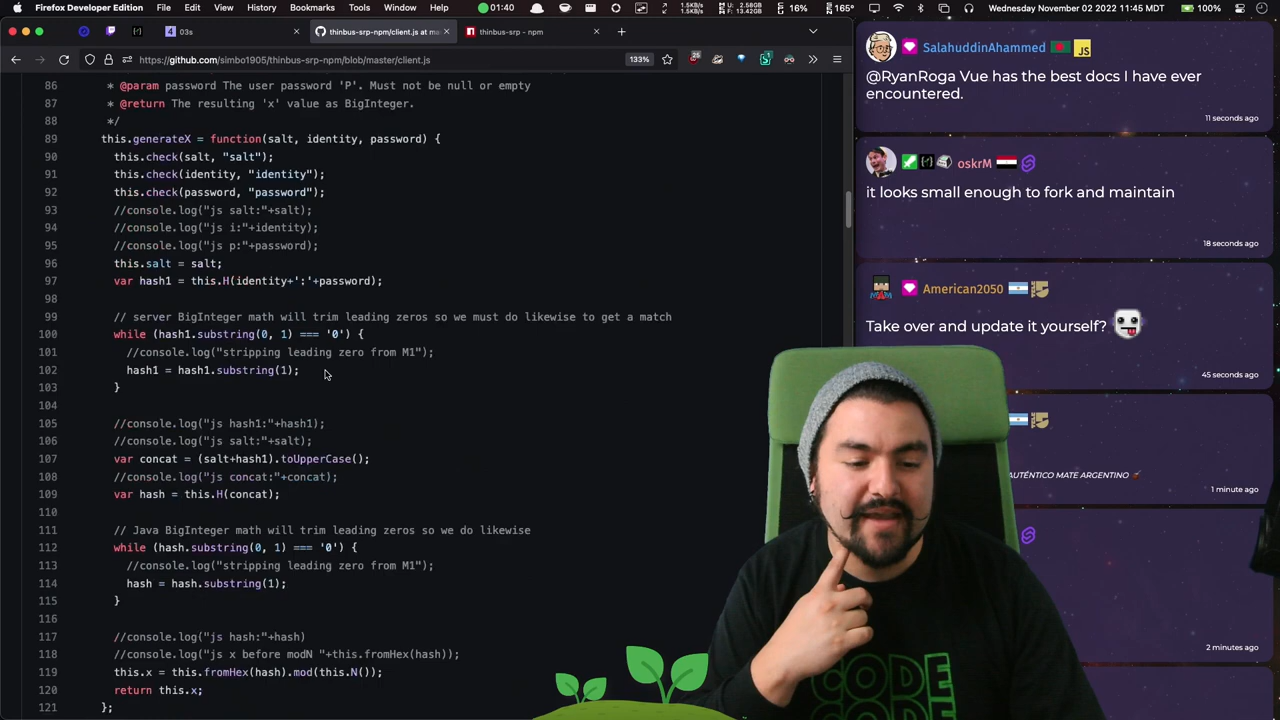 Firefox Developer Edition File Edit View History Bookmarks Tools Window Help 01:40 1.5KB/s 1.5KB/s U: 2.58GB 16% 165° 100% Wednesday November 02 2022 11:45 MDT
03s thinbus-srp-npm/client.js at ma thinbus-srp - npm
https://github.com/simbo1905/thinbus-srp-npm/blob/master/client.js 133% 25
86 * @param password The user password 'P'. Must not be null or empty
87 * @return The resulting 'x' value as BigInteger.
88 */
89 this.generateX = function(salt, identity, password) {
90 this.check(salt, "salt");
91 this.check(identity, "identity");
92 this.check(password, "password");
93 //console.log("js salt:"+salt);
94 //console.log("js i:"+identity);
95 //console.log("js p:"+password);
96 this.salt = salt;
97 var hash1 = this.H(identity+':'+password);
98
99 // server BigInteger math will trim leading zeros so we must do likewise to get a match
100 while (hash1.substring(0, 1) === '0') {
101 //console.log("stripping leading zero from M1");
102 hash1 = hash1.substring(1);
103 }
104
105 //console.log("js hash1:"+hash1);
106 //console.log("js salt:"+salt);
107 var concat = (salt+hash1).toUpperCase();
108 //console.log("js concat:"+concat);
109 var hash = this.H(concat);
110
111 // Java BigInteger math will trim leading zeros so we do likewise
112 while (hash.substring(0, 1) === '0') {
113 //console.log("stripping leading zero from M1");
114 hash = hash.substring(1);
115 }
116
117 //console.log("js hash:"+hash)
118 //console.log("js x before modN "+this.fromHex(hash));
119 this.x = this.fromHex(hash).mod(this.N());
120 return this.x;
121 };
SalahuddinAhammed JS
@RyanRoga Vue has the best docs I have ever
encountered.
11 seconds ago
oskrM
it looks small enough to fork and maintain
18 seconds ago
American2050
Take over and update it yourself?
45 seconds ago
AUTÉNTICO MATE ARGENTINO
1 minute ago
2 minutes ago
CODE
CODE